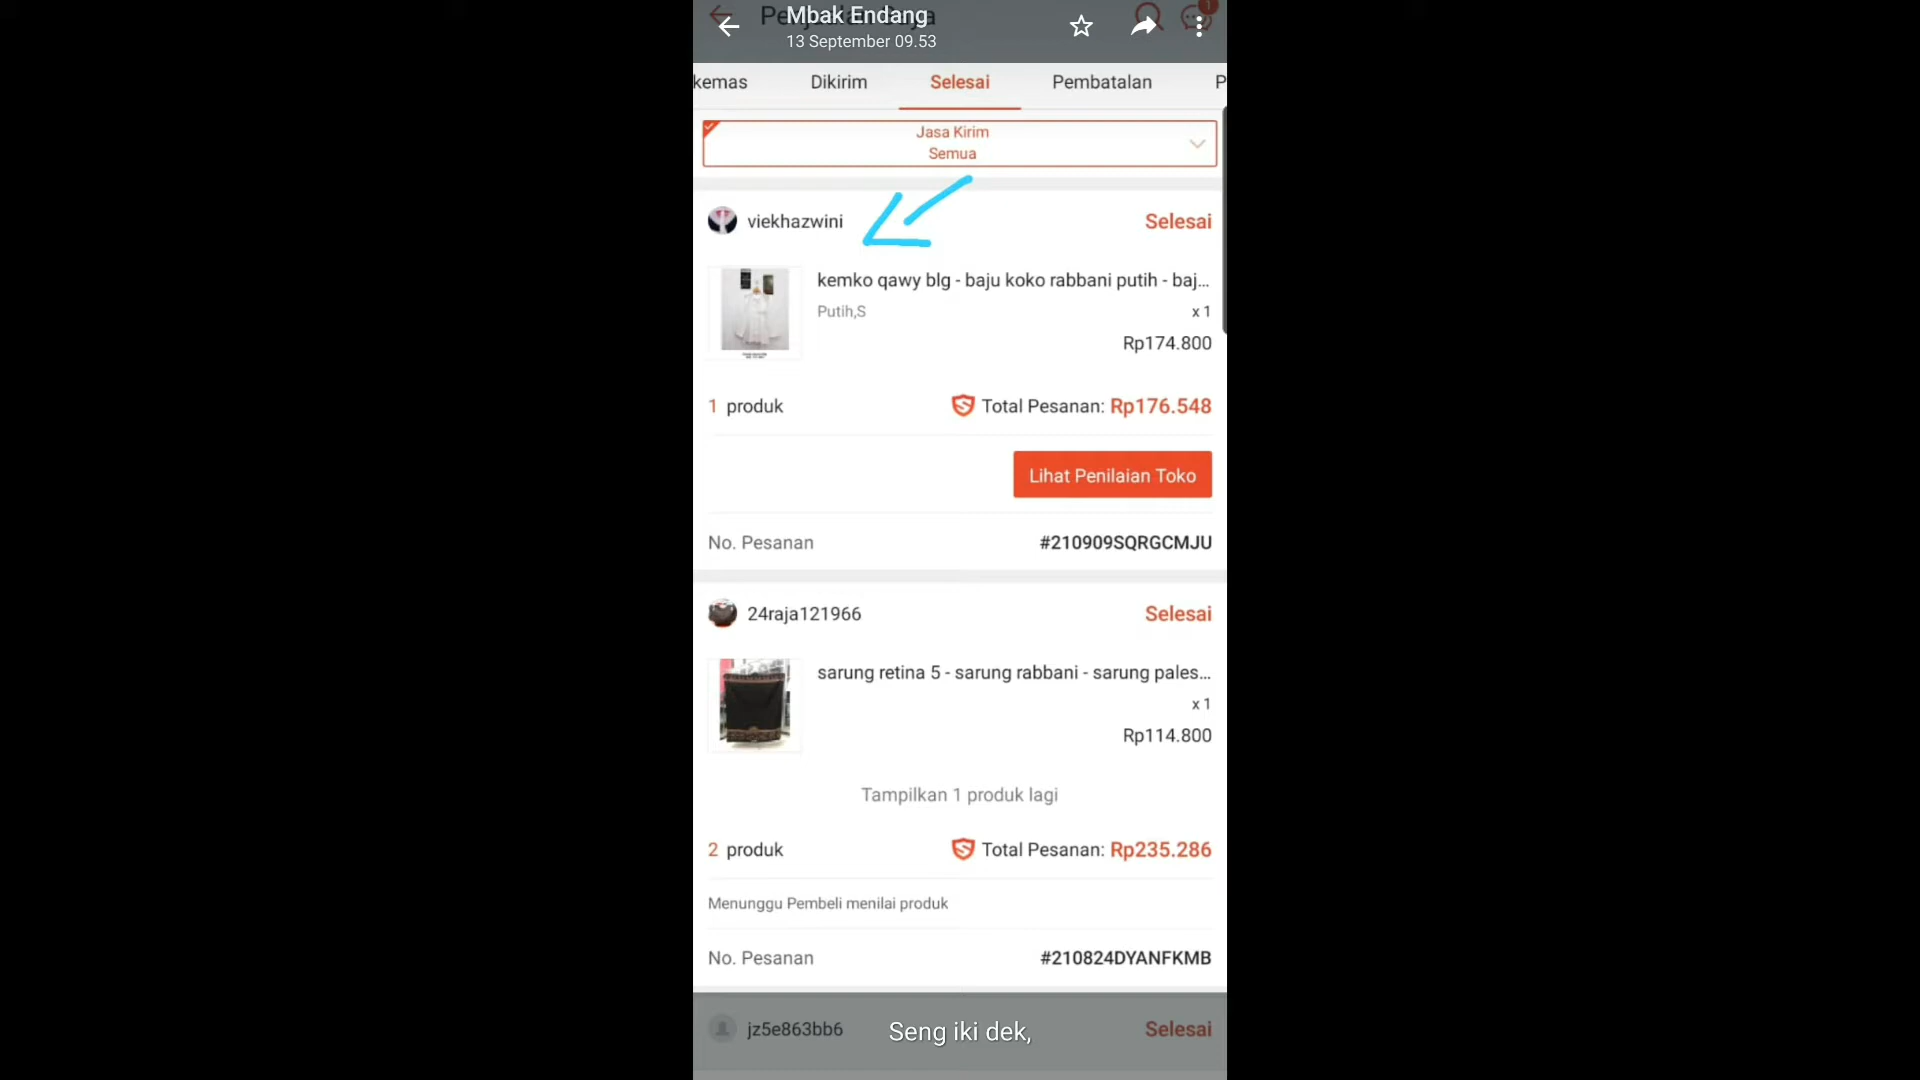 Mbak Endang
13 September 09.53
1
kemas Dikirim Selesai Pembatalan P
Jasa Kirim
Semua
viekhazwini Selesai
kemko qawy blg - baju koko rabbani putih - baj...
Putih,S x 1
Rp174.800
1 produk Total Pesanan: Rp176.548
Lihat Penilaian Toko
No. Pesanan #210909SQRGCMJU
24raja121966 Selesai
sarung retina 5 - sarung rabbani - sarung pales...
x 1
Rp114.800
Tampilkan 1 produk lagi
2 produk Total Pesanan: Rp235.286
Menunggu Pembeli menilai produk
No. Pesanan #210824DYANFKMB
jz5e863bb6 Selesai
Seng iki dek,